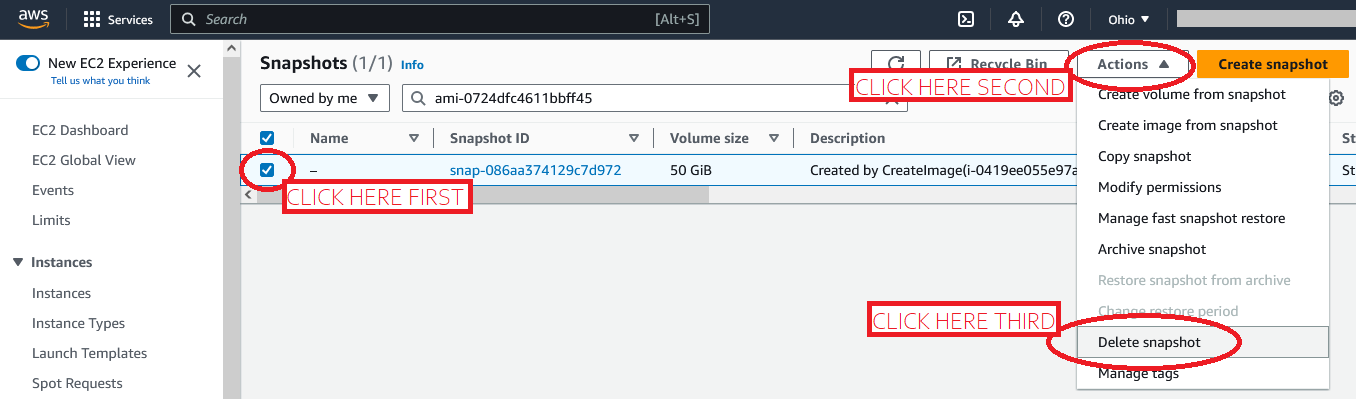 aws
Services
Search
[Alt+S]
Ohio
New EC2 Experience
Tell us what you think
EC2 Dashboard
EC2 Global View
Events
Limits
Instances
Instances
Instance Types
Launch Templates
Spot Requests
Snapshots (1/1) Info
Recycle Bin
Actions
Create snapshot
Owned by me
ami-0724dfc4611bbff45
CLICK HERE SECOND
Name
Snapshot ID
Volume size
Description
St
–
snap-086aa374129c7d972
50 GiB
Created by CreateImage(i-0419ee055e97a
St
CLICK HERE FIRST
Create volume from snapshot
Create image from snapshot
Copy snapshot
Modify permissions
Manage fast snapshot restore
Archive snapshot
Restore snapshot from archive
Change restore period
CLICK HERE THIRD
Delete snapshot
Manage tags